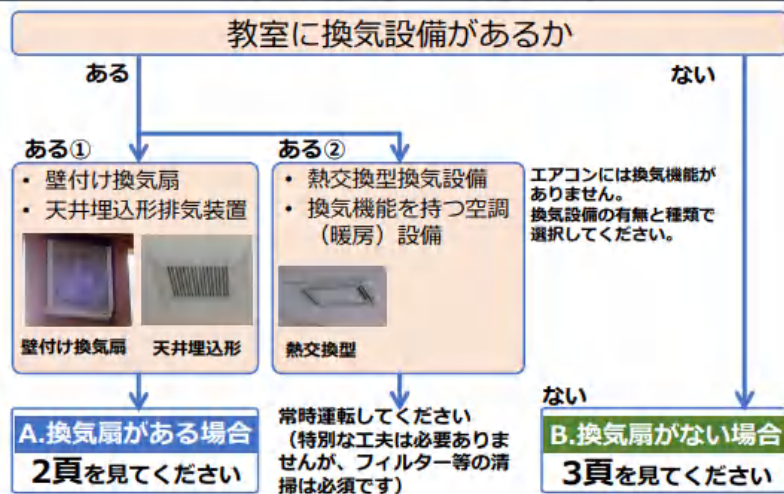 教室に換気設備があるか
ある
ない
ある①
・ 壁付け換気扇
・ 天井埋込形排気装置
壁付け換気扇
天井埋込形
ある②
・ 熱交換型換気設備
・ 換気機能を持つ空調
（暖房）設備
熱交換型
エアコンには換気機能が
ありません。
換気設備の有無と種類で
選択してください。
A.換気扇がある場合
2頁を見てください
常時運転してください
（特別な工夫は必要ありま
せんが、フィルター等の清
掃は必須です）
ない
B.換気扇がない場合
3頁を見てください